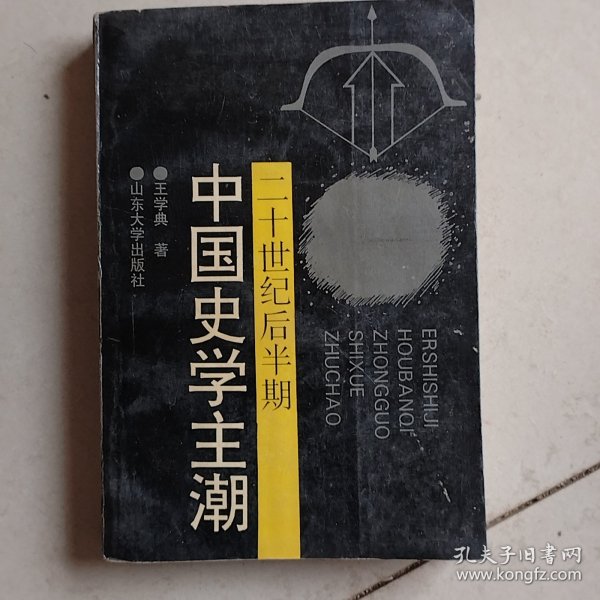 二十世纪后半期
中国史学主潮
●王学典 著
●山东大学出版社
ERSHISHIJI
HOUBANQI
ZHONGGUO
SHIXUE
ZHUCHAO
孔夫子旧书网
www.kongfz.com